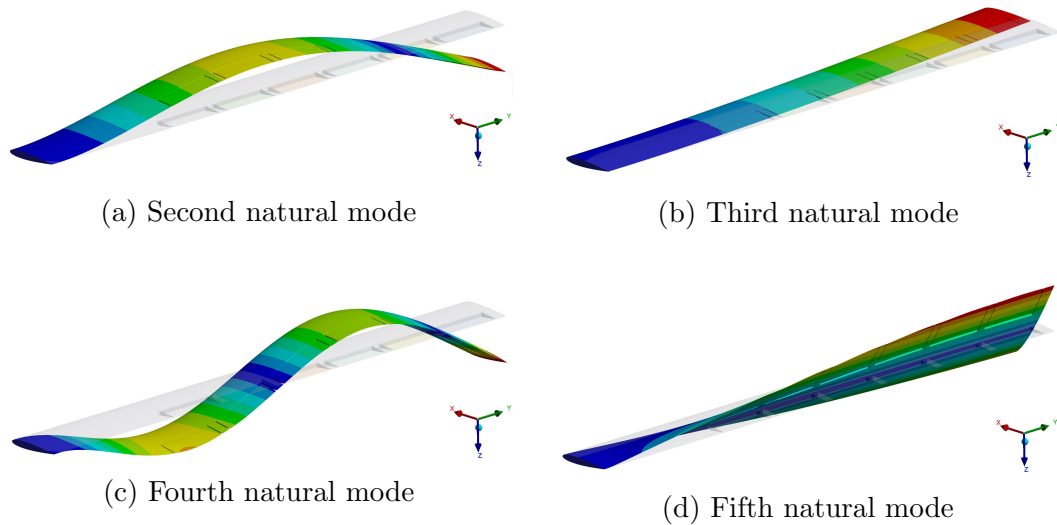 X Y
Z
X Y
Z
(a) Second natural mode
(b) Third natural mode
X Y
Z
X Y
Z
(c) Fourth natural mode
(d) Fifth natural mode